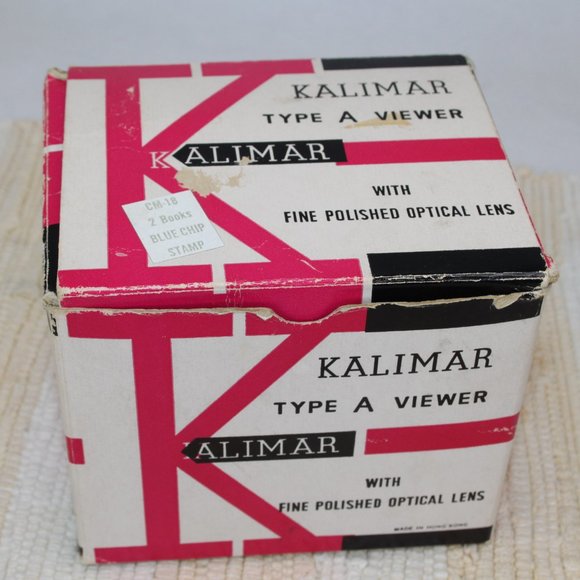 KALIMAR
TYPE A VIEWER
KALIMAR
WITH
FINE POLISHED OPTICAL LENS
CM-18
2 Books
BLUE CHIP
STAMP
KALIMAR
TYPE A VIEWER
KALIMAR
WITH
FINE POLISHED OPTICAL LENS
MADE IN HONG KONG